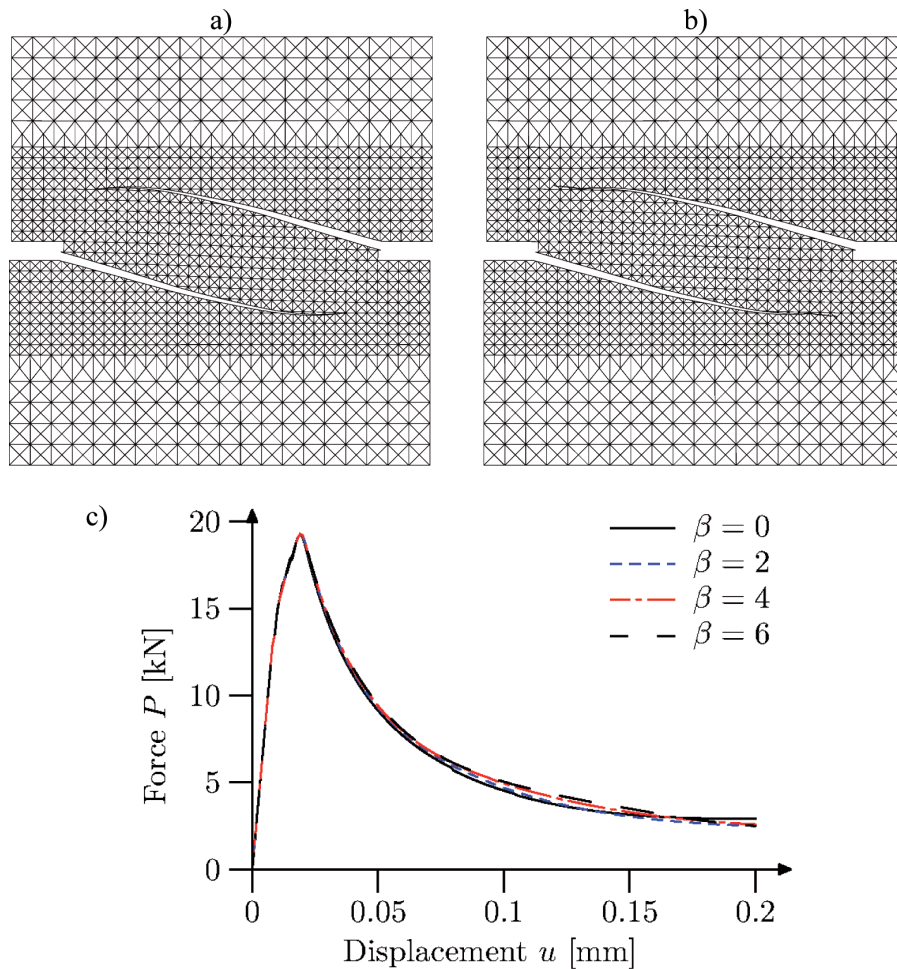 a)
b)
c)
20
15
10
5
0
Force P [kN]
0
0.05
0.1
0.15
0.2
Displacement u [mm]
β = 0
β = 2
β = 4
β = 6